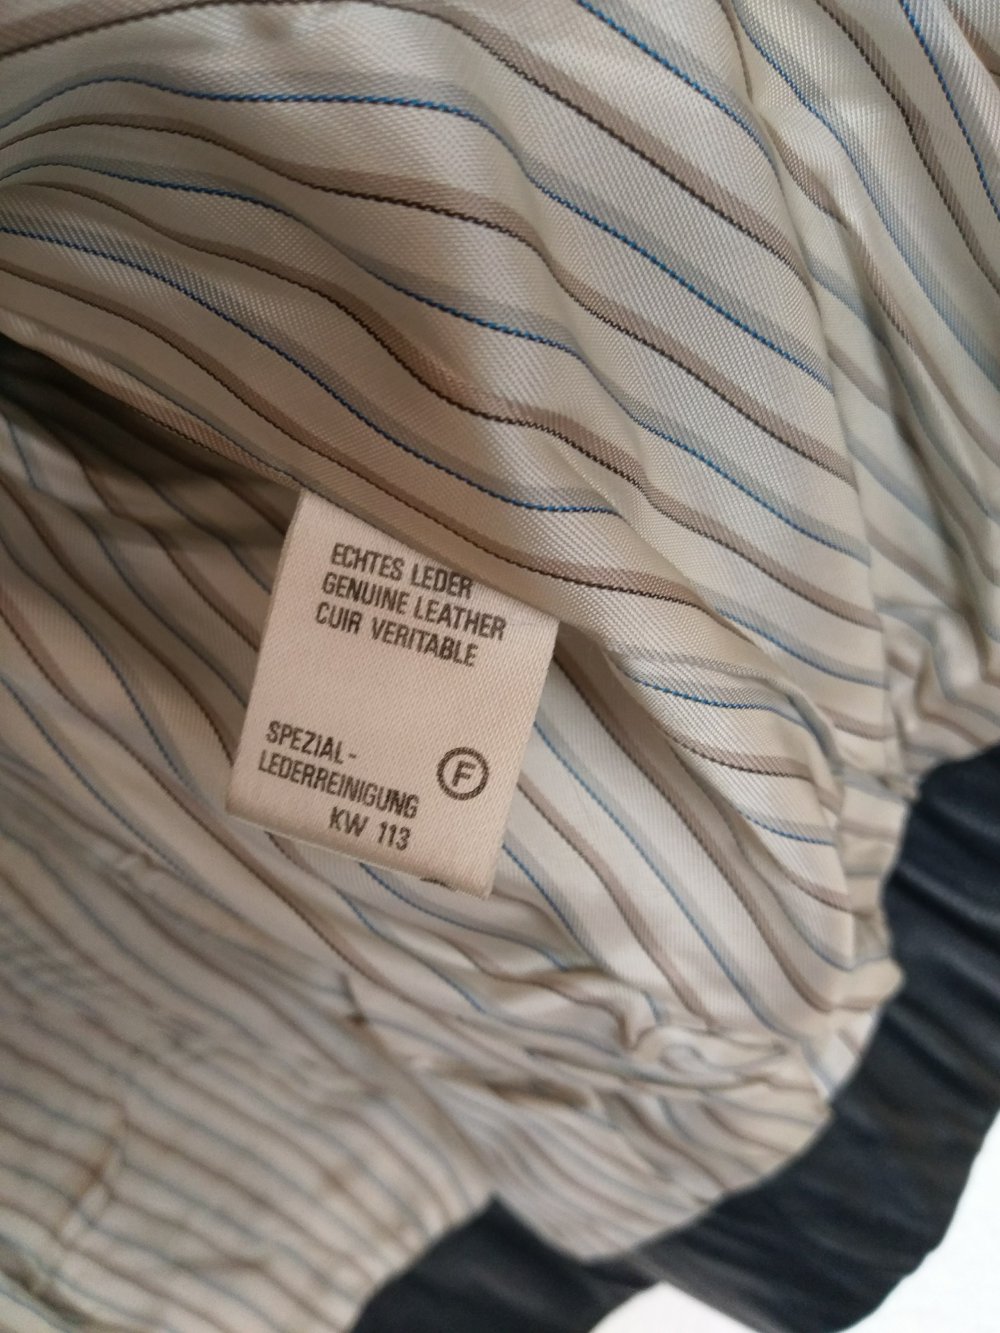 ECHTES LEDER
GENUINE LEATHER
CUIR VERITABLE
SPEZIAL-
LEDERREINIGUNG
KW 113
F